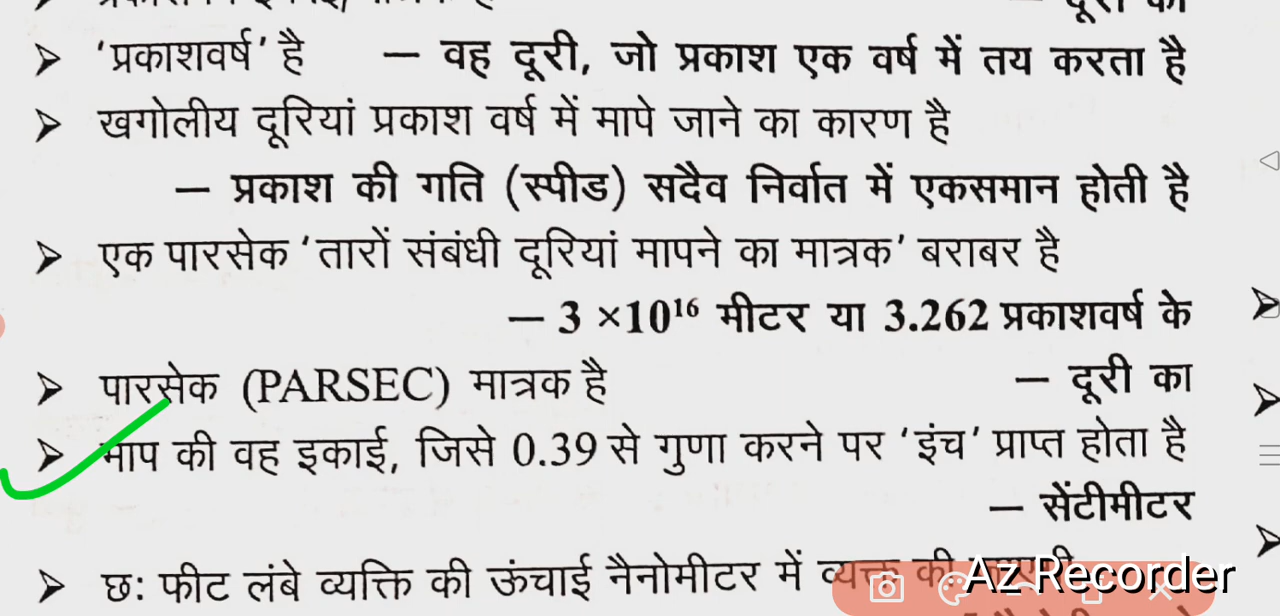 दूरी का
➤ 'प्रकाशवर्ष' है — वह दूरी, जो प्रकाश एक वर्ष में तय करता है
➤ खगोलीय दूरियां प्रकाश वर्ष में मापे जाने का कारण है
— प्रकाश की गति (स्पीड) सदैव निर्वात में एकसमान होती है
➤ एक पारसेक 'तारों संबंधी दूरियां मापने का मात्रक' बराबर है
— 3 ×10¹⁶ मीटर या 3.262 प्रकाशवर्ष के
➤ पारसेक (PARSEC) मात्रक है — दूरी का
➤ माप की वह इकाई, जिसे 0.39 से गुणा करने पर 'इंच' प्राप्त होता है
— सेंटीमीटर
➤ छ: फीट लंबे व्यक्ति की ऊंचाई नैनोमीटर में व्यक्त की
Az Recorder